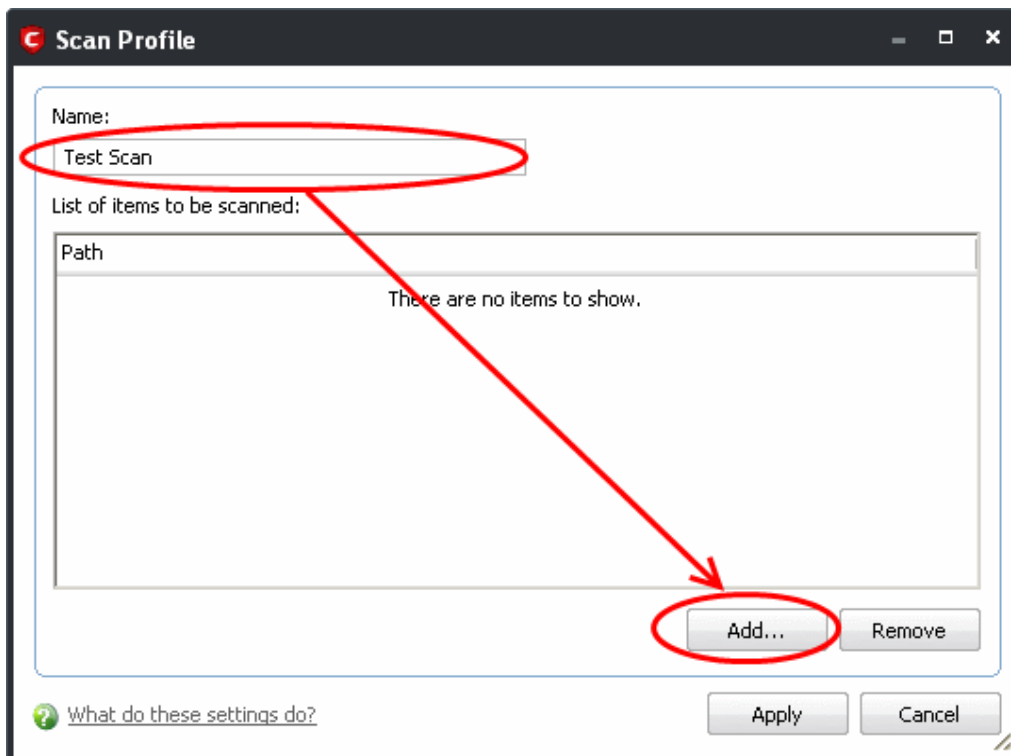 Scan Profile
Name:
Test Scan
List of items to be scanned:
Path
There are no items to show.
Add... Remove
What do these settings do? Apply Cancel